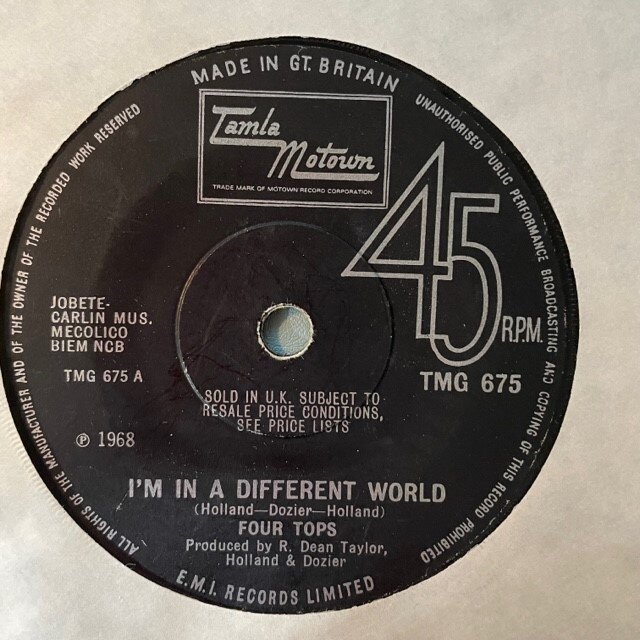 MADE IN GT. BRITAIN
UNAUTHORISED PUBLIC PERFORMANCE BROADCASTING AND COPYING OF THIS RECORD PROHIBITED
ALL RIGHTS OF THE MANUFACTURER AND OF THE OWNER OF THE RECORDED WORK RESERVED
Tamla
Motown
TRADE MARK OF MOTOWN RECORD CORPORATION
45
R.P.M.
JOBETE-
CARLIN MUS.
MECOLICO
BIEM NCB
TMG 675 A
TMG 675
SOLD IN U.K. SUBJECT TO
RESALE PRICE CONDITIONS,
SEE PRICE LISTS
℗ 1968
I'M IN A DIFFERENT WORLD
(Holland—Dozier—Holland)
FOUR TOPS
Produced by R. Dean Taylor,
Holland & Dozier
E.M.I. RECORDS LIMITED